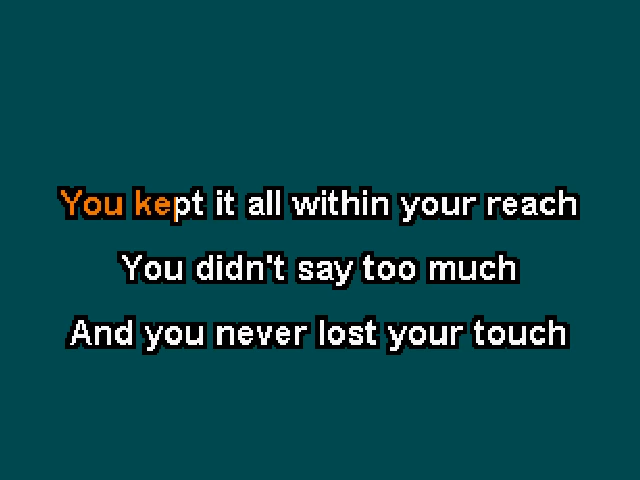 You kept it all within your reach
You didn't say too much
And you never lost your touch